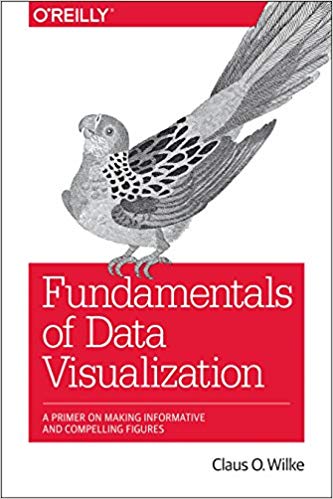 O'REILLY®
Fundamentals
of Data
Visualization
A PRIMER ON MAKING INFORMATIVE
AND COMPELLING FIGURES
Claus O. Wilke